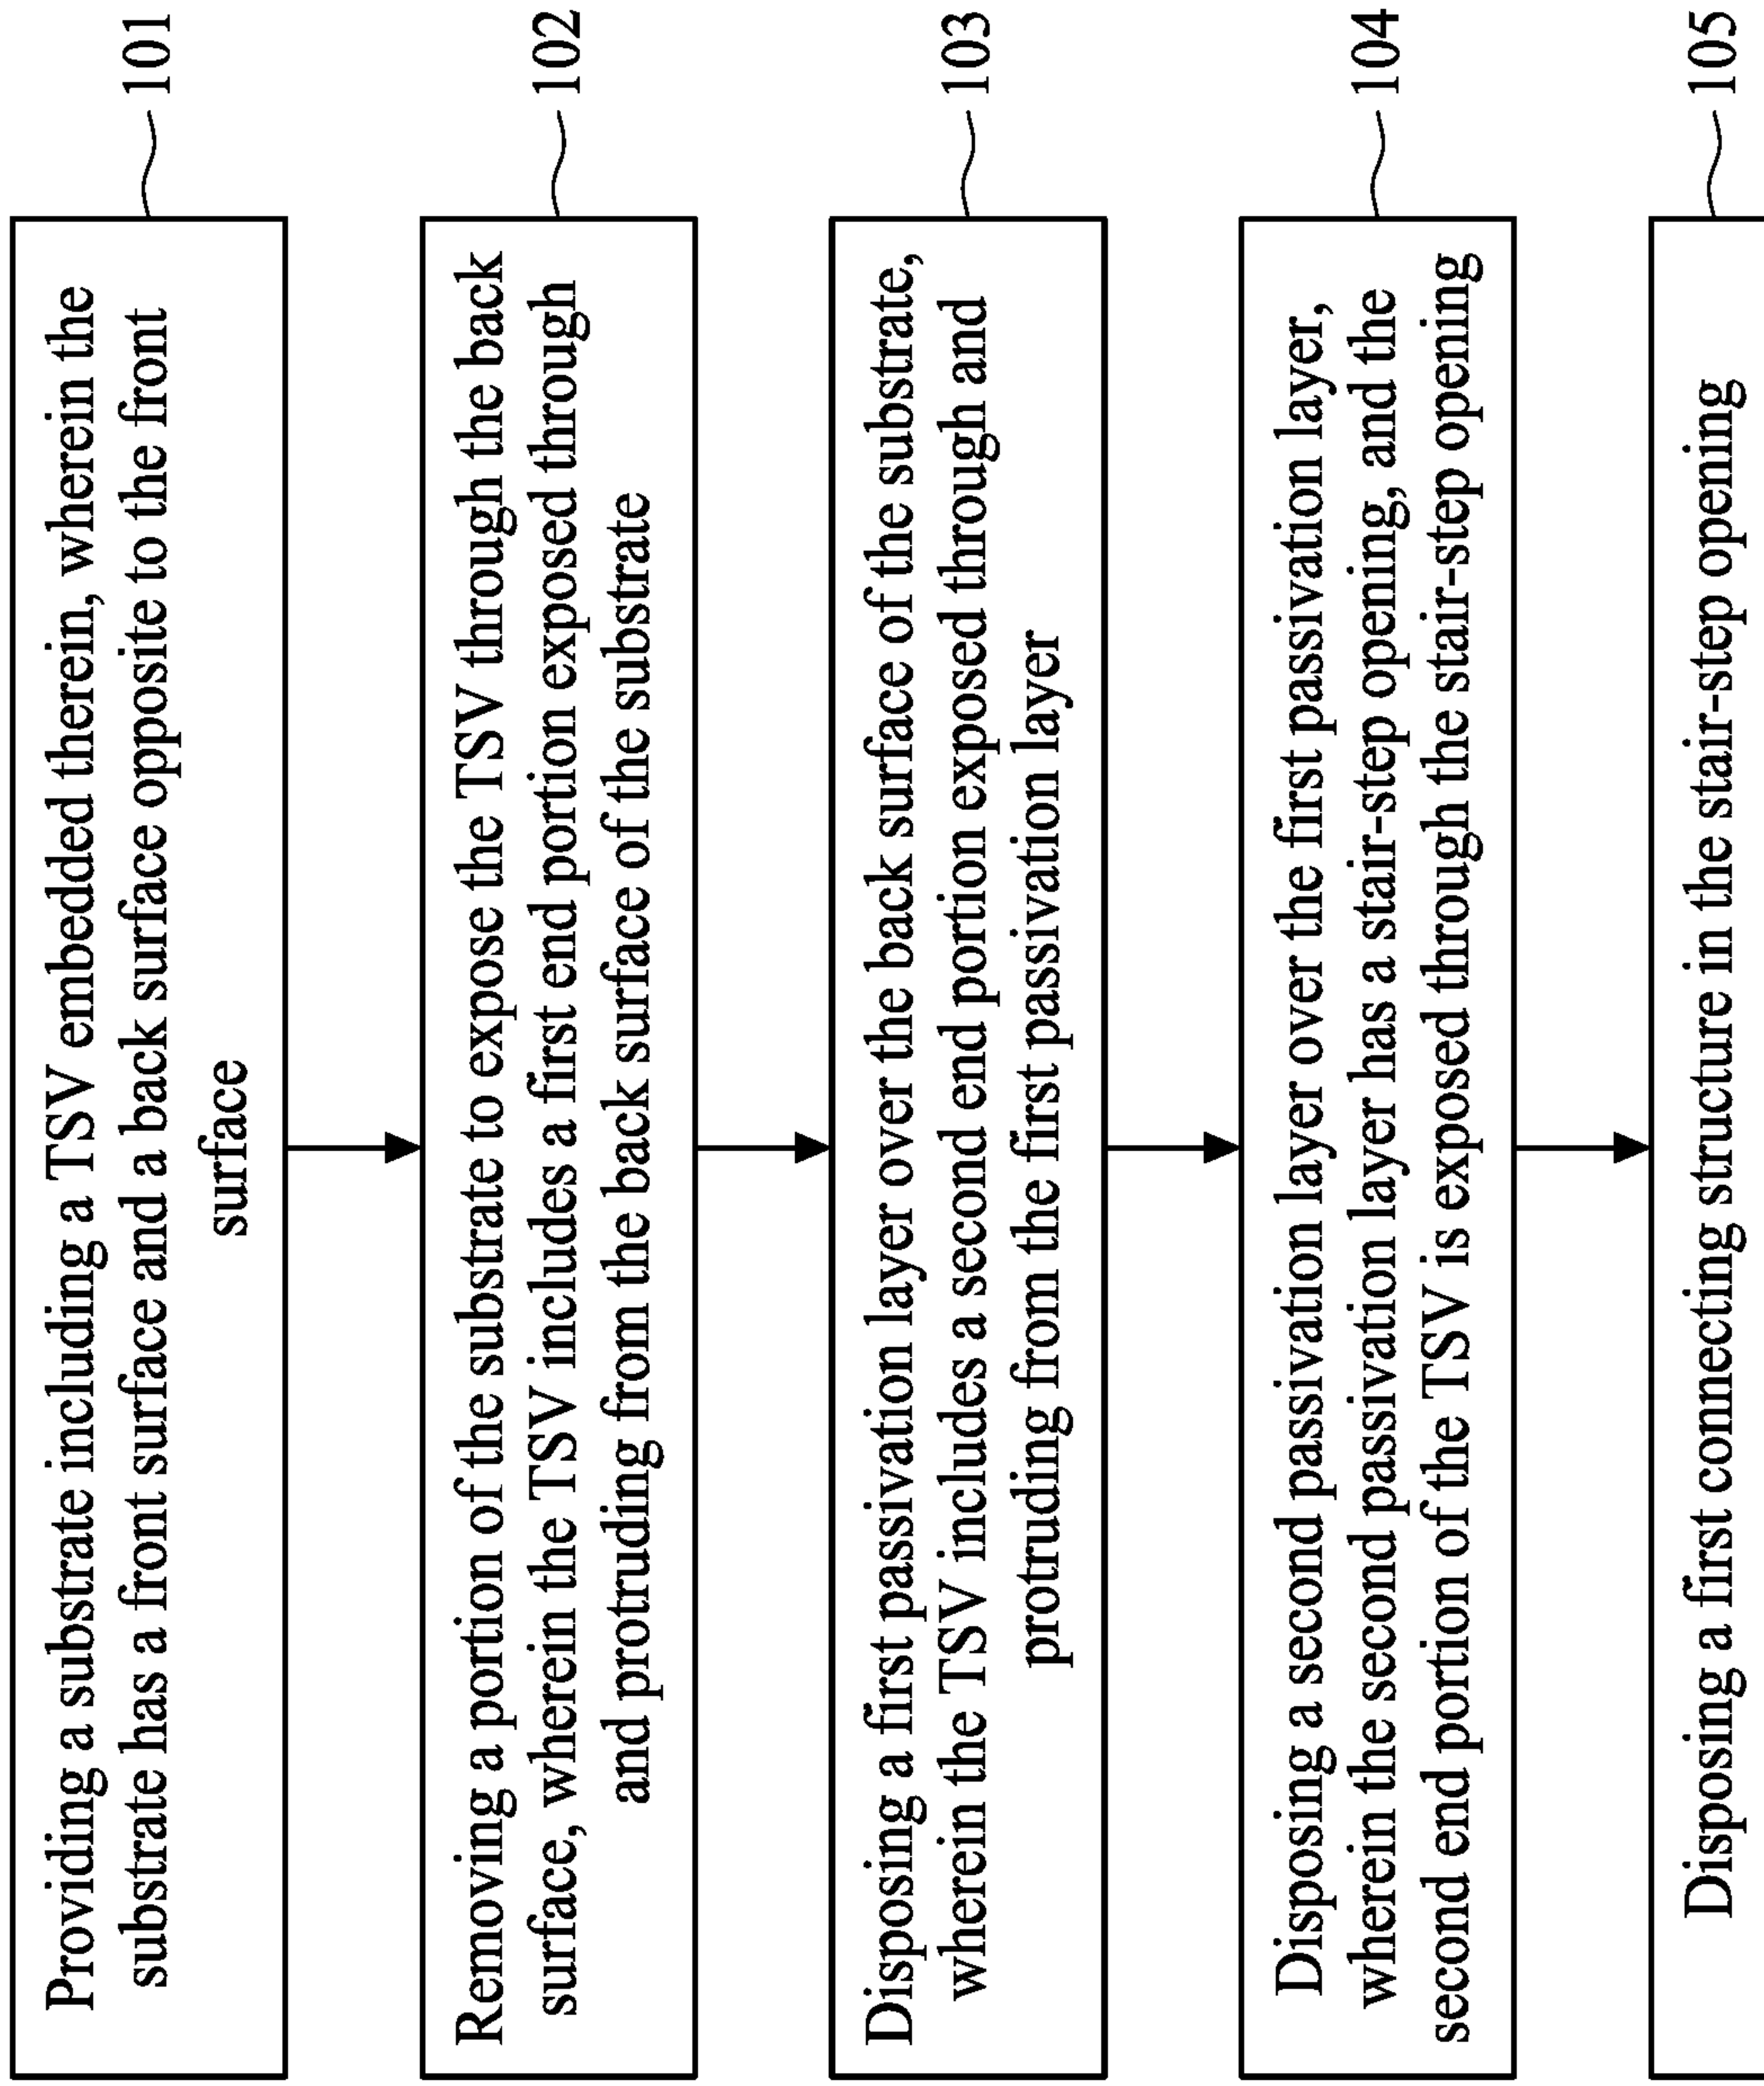 Providing a substrate including a TSV embedded therein, wherein the
substrate has a front surface and a back surface opposite to the front
surface
101
Removing a portion of the substrate to expose the TSV through the back
surface, wherein the TSV includes a first end portion exposed through
and protruding from the back surface of the substrate
102
Disposing a first passivation layer over the back surface of the substrate,
wherein the TSV includes a second end portion exposed through and
protruding from the first passivation layer
103
Disposing a second passivation layer over the first passivation layer,
wherein the second passivation layer has a stair-step opening, and the
second end portion of the TSV is exposed through the stair-step opening
104
Disposing a first connecting structure in the stair-step opening
105